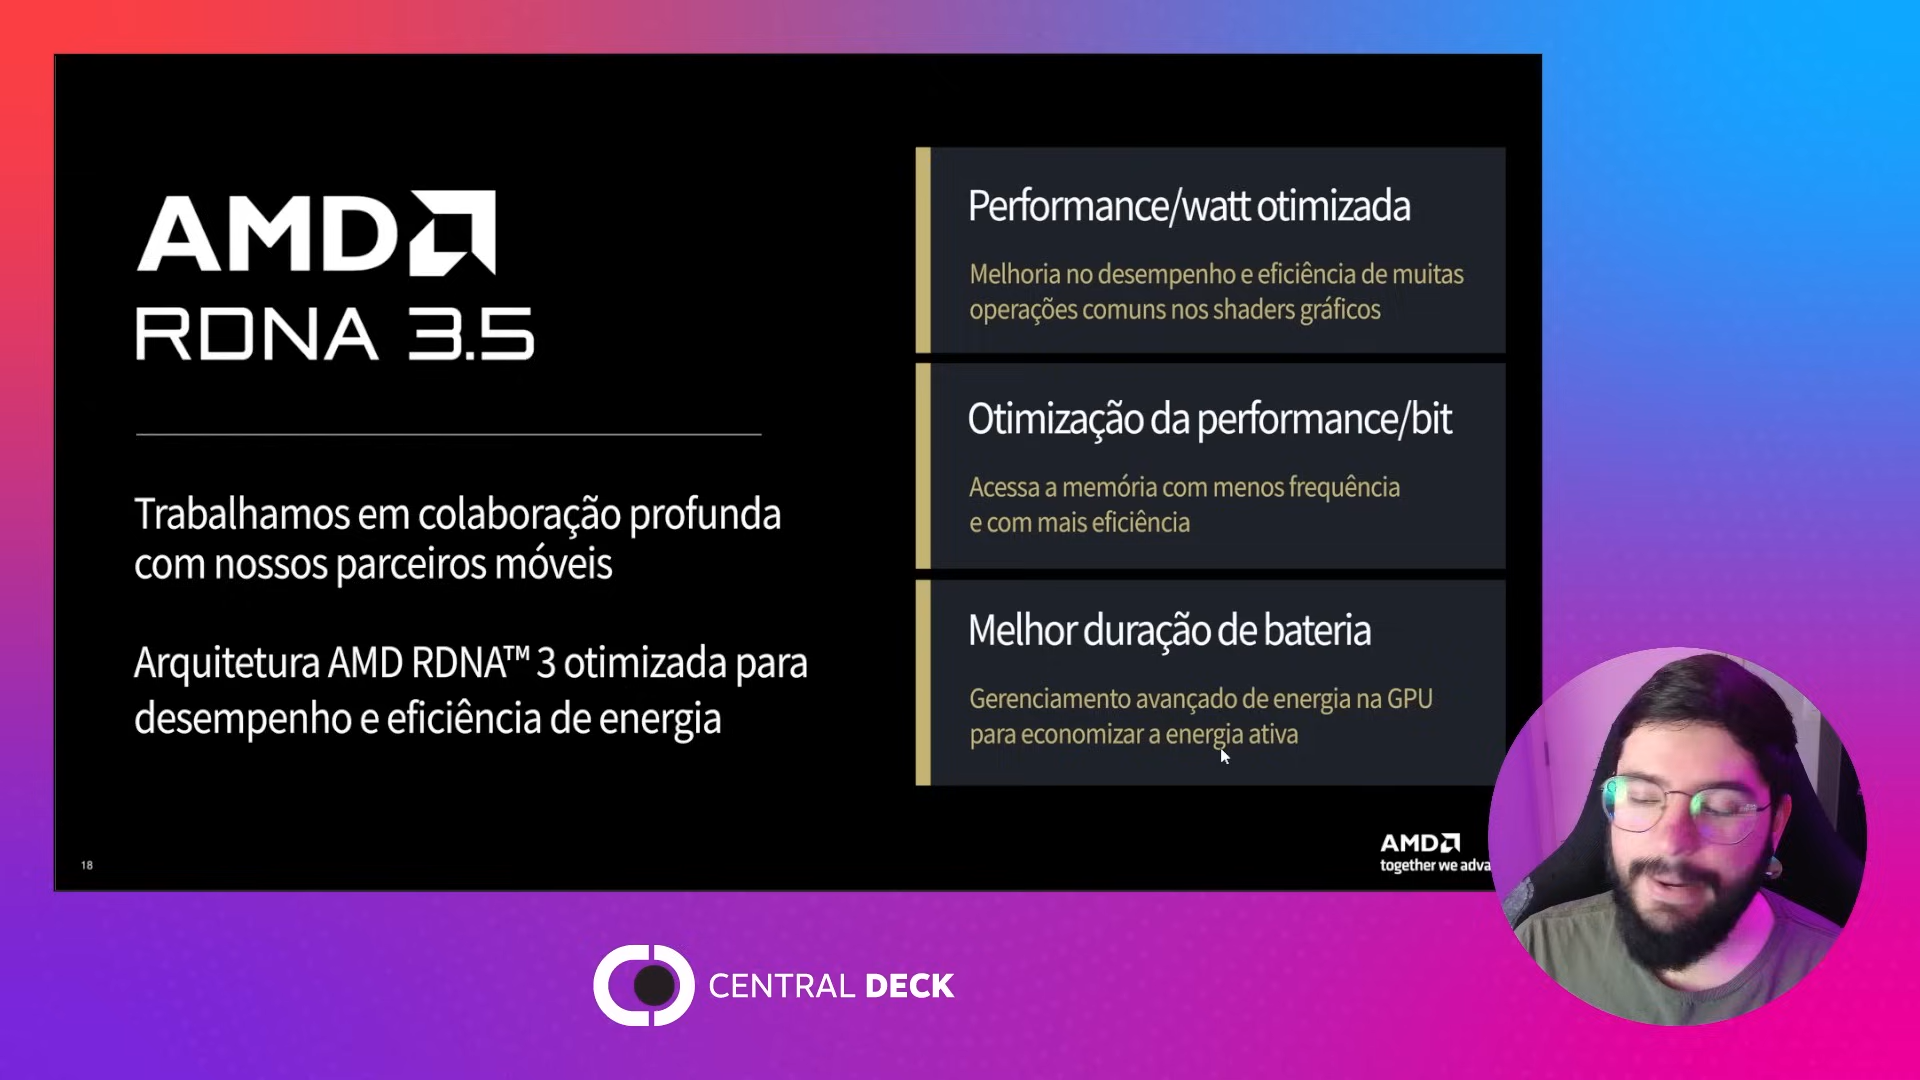 AMD
RDNA 3.5
Trabalhamos em colaboração profunda
com nossos parceiros móveis
Arquitetura AMD RDNA™ 3 otimizada para
desempenho e eficiência de energia
Performance/watt otimizada
Melhoria no desempenho e eficiência de muitas
operações comuns nos shaders gráficos
Otimização da performance/bit
Acessa a memória com menos frequência
e com mais eficiência
Melhor duração de bateria
Gerenciamento avançado de energia na GPU
para economizar a energia ativa
18
AMD
together we adva
CENTRAL DECK